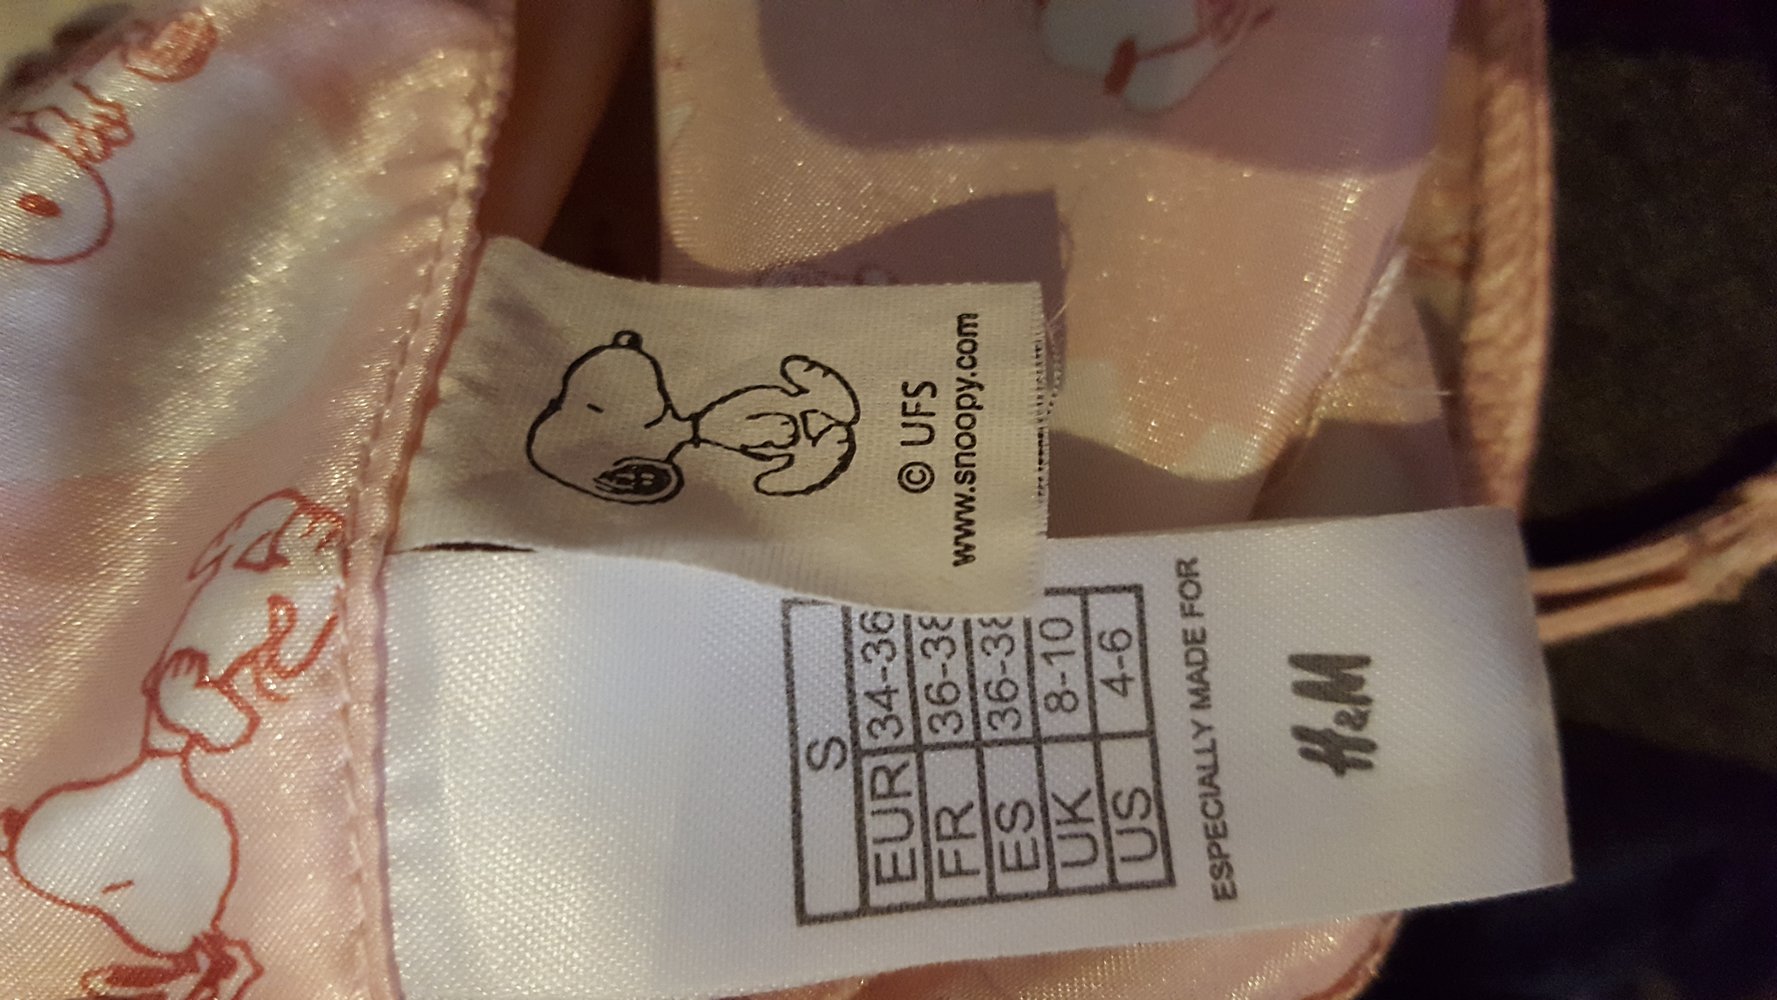 © UFS
www.snoopy.com
S
EUR 34-36
FR 36-38
ES 36-38
UK 8-10
US 4-6
ESPECIALLY MADE FOR
H&M